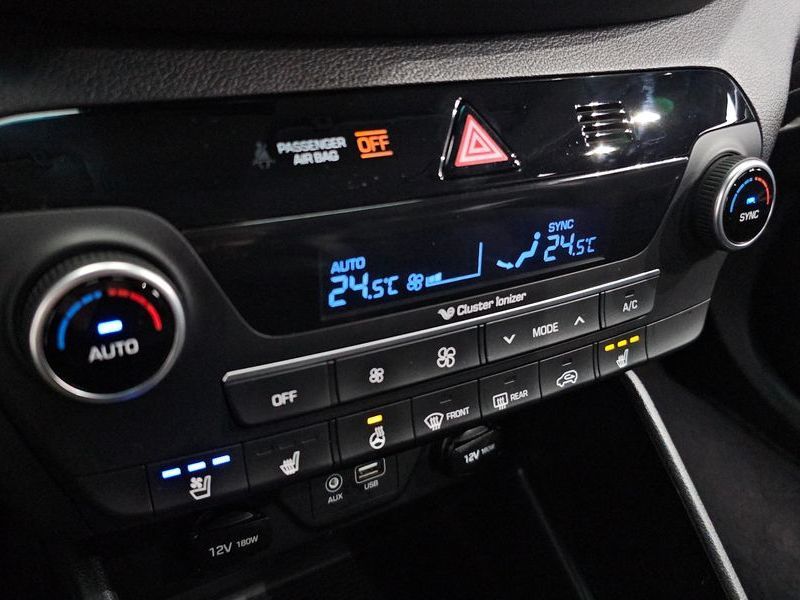 PASSENGER
AIR BAG
OFF
AUTO
24.5°C
SYNC
24.5°C
SYNC
Cluster Ionizer
AUTO
OFF
MODE
A/C
FRONT
REAR
AUX
USB
12V 180W
12V 180W